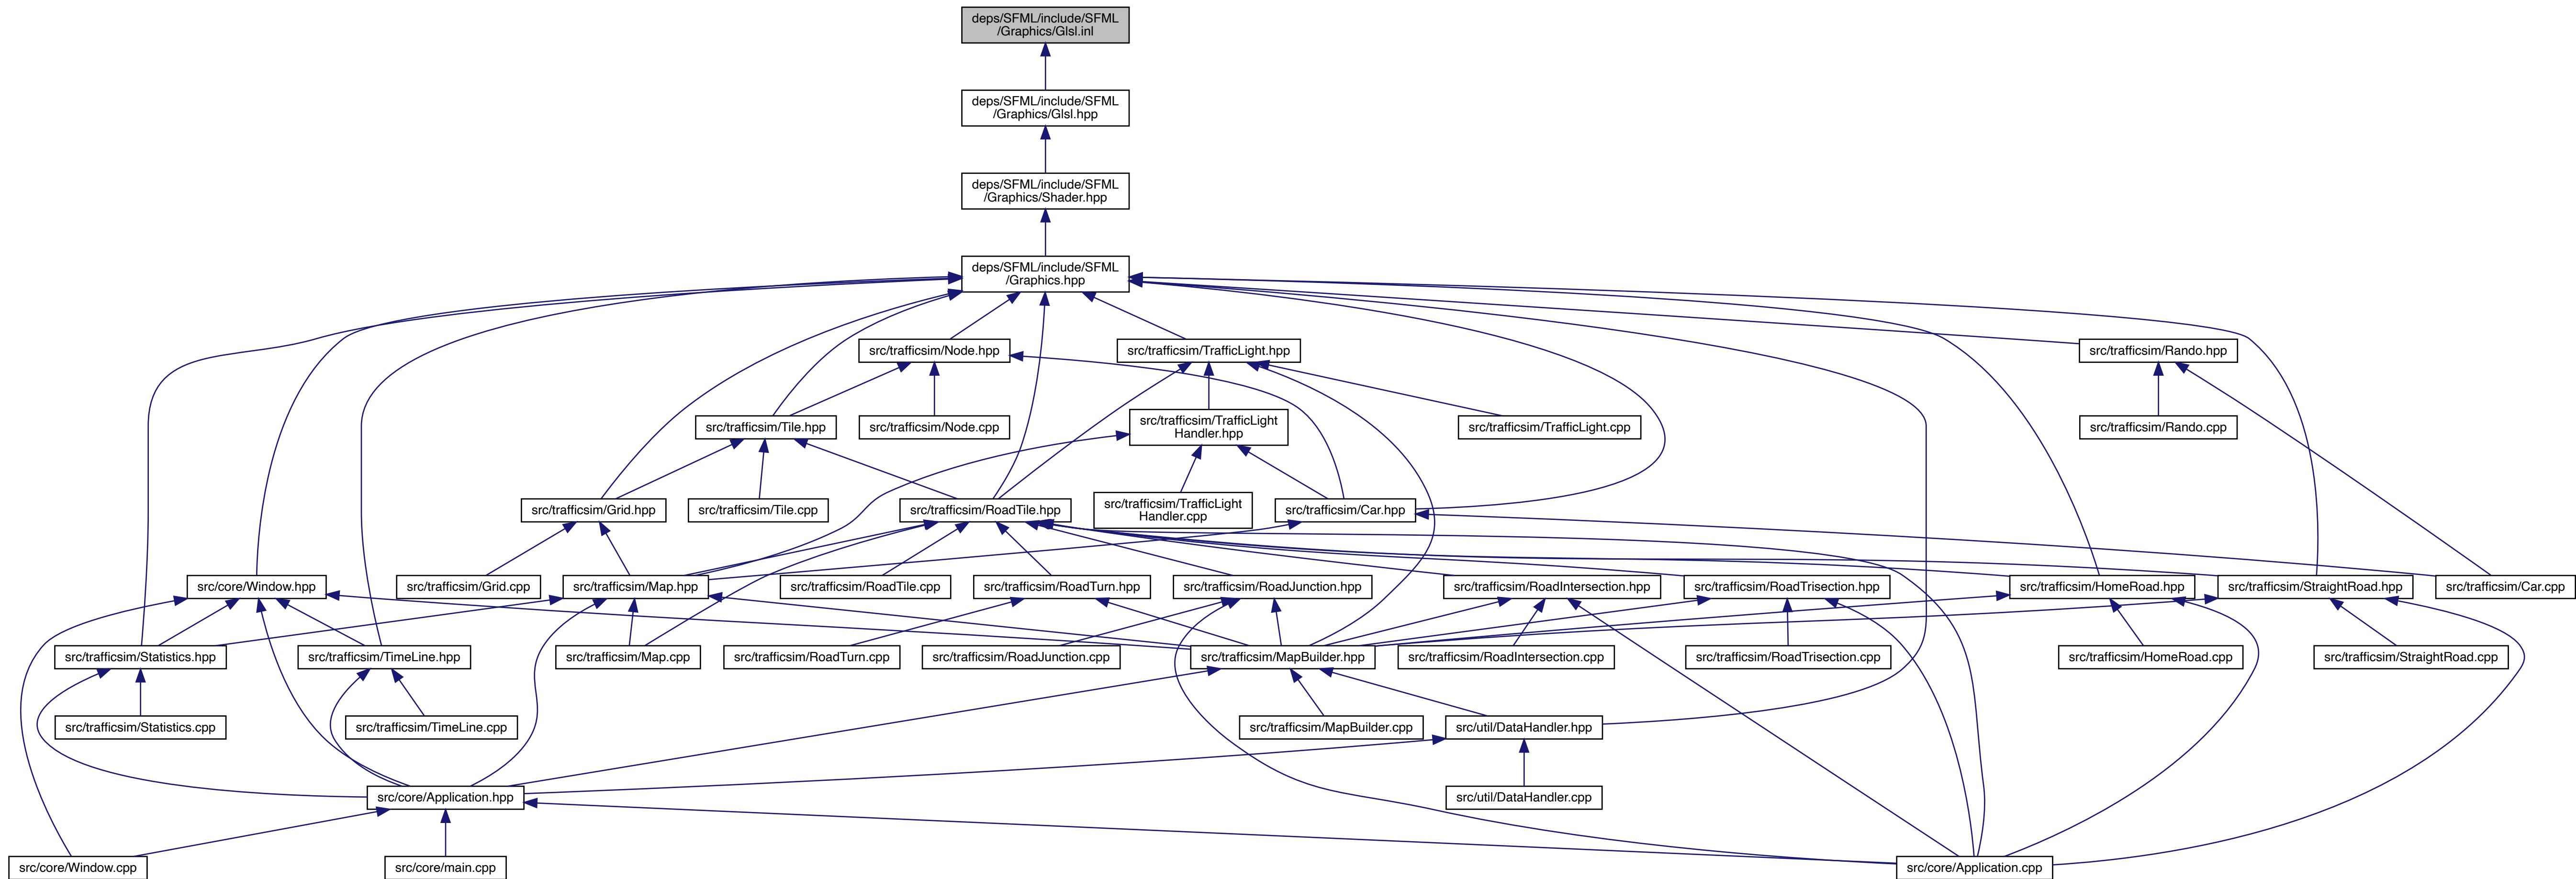 deps/SFML/include/SFML
/Graphics/Glsl.inl
deps/SFML/include/SFML
/Graphics/Glsl.hpp
deps/SFML/include/SFML
/Graphics/Shader.hpp
deps/SFML/include/SFML
/Graphics.hpp
src/trafficsim/Node.hpp
src/trafficsim/TrafficLight.hpp
src/trafficsim/Rando.hpp
src/trafficsim/Tile.hpp
src/trafficsim/Node.cpp
src/trafficsim/TrafficLight
Handler.hpp
src/trafficsim/TrafficLight.cpp
src/trafficsim/Rando.cpp
src/trafficsim/Grid.hpp
src/trafficsim/Tile.cpp
src/trafficsim/RoadTile.hpp
src/trafficsim/TrafficLight
Handler.cpp
src/trafficsim/Car.hpp
src/core/Window.hpp
src/trafficsim/Grid.cpp
src/trafficsim/Map.hpp
src/trafficsim/RoadTile.cpp
src/trafficsim/RoadTurn.hpp
src/trafficsim/RoadJunction.hpp
src/trafficsim/RoadIntersection.hpp
src/trafficsim/RoadTrisection.hpp
src/trafficsim/HomeRoad.hpp
src/trafficsim/StraightRoad.hpp
src/trafficsim/Car.cpp
src/trafficsim/Statistics.hpp
src/trafficsim/TimeLine.hpp
src/trafficsim/Map.cpp
src/trafficsim/RoadTurn.cpp
src/trafficsim/RoadJunction.cpp
src/trafficsim/MapBuilder.hpp
src/trafficsim/RoadIntersection.cpp
src/trafficsim/RoadTrisection.cpp
src/trafficsim/HomeRoad.cpp
src/trafficsim/StraightRoad.cpp
src/trafficsim/Statistics.cpp
src/trafficsim/TimeLine.cpp
src/trafficsim/MapBuilder.cpp
src/util/DataHandler.hpp
src/core/Application.hpp
src/util/DataHandler.cpp
src/core/Window.cpp
src/core/main.cpp
src/core/Application.cpp